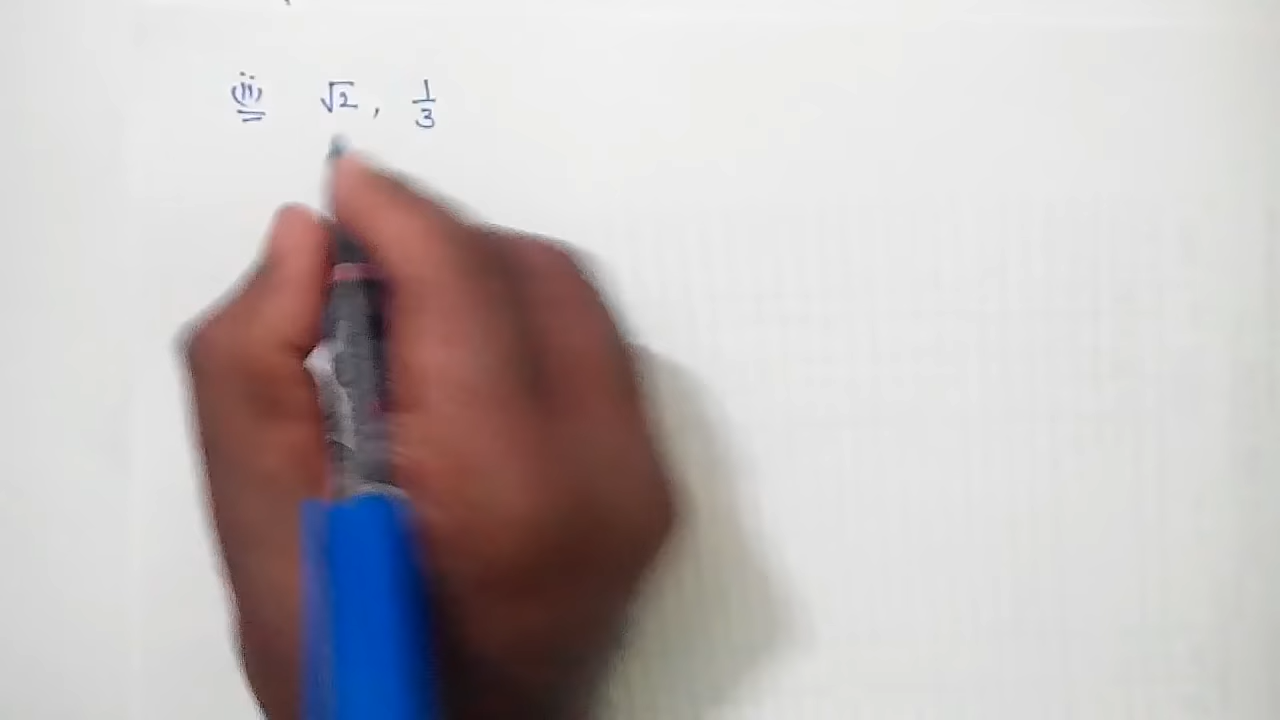 (ii) √2, 1/3